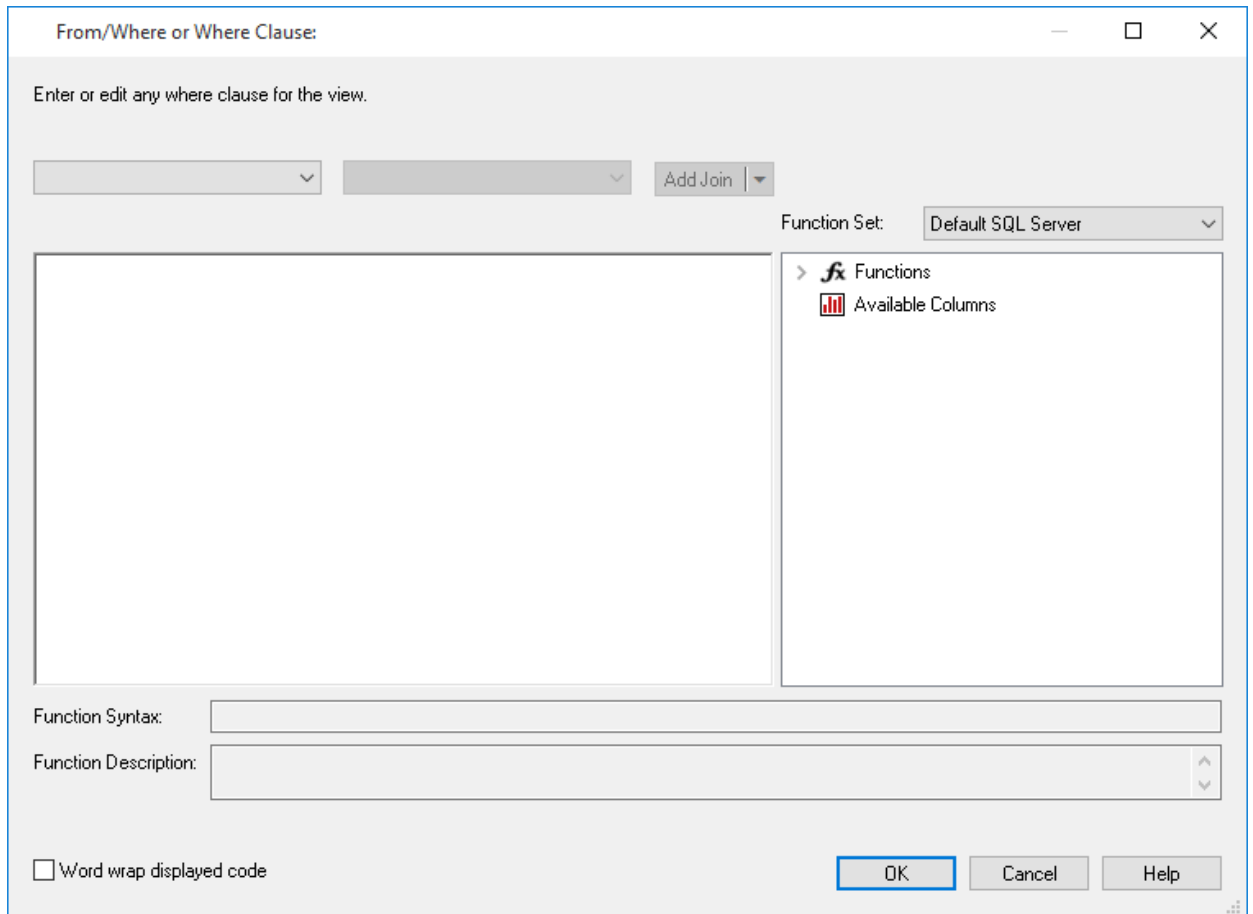 From/Where or Where Clause:
Enter or edit any where clause for the view.
Add Join
Function Set: Default SQL Server
fx Functions
Available Columns
Function Syntax:
Function Description:
Word wrap displayed code
OK Cancel Help